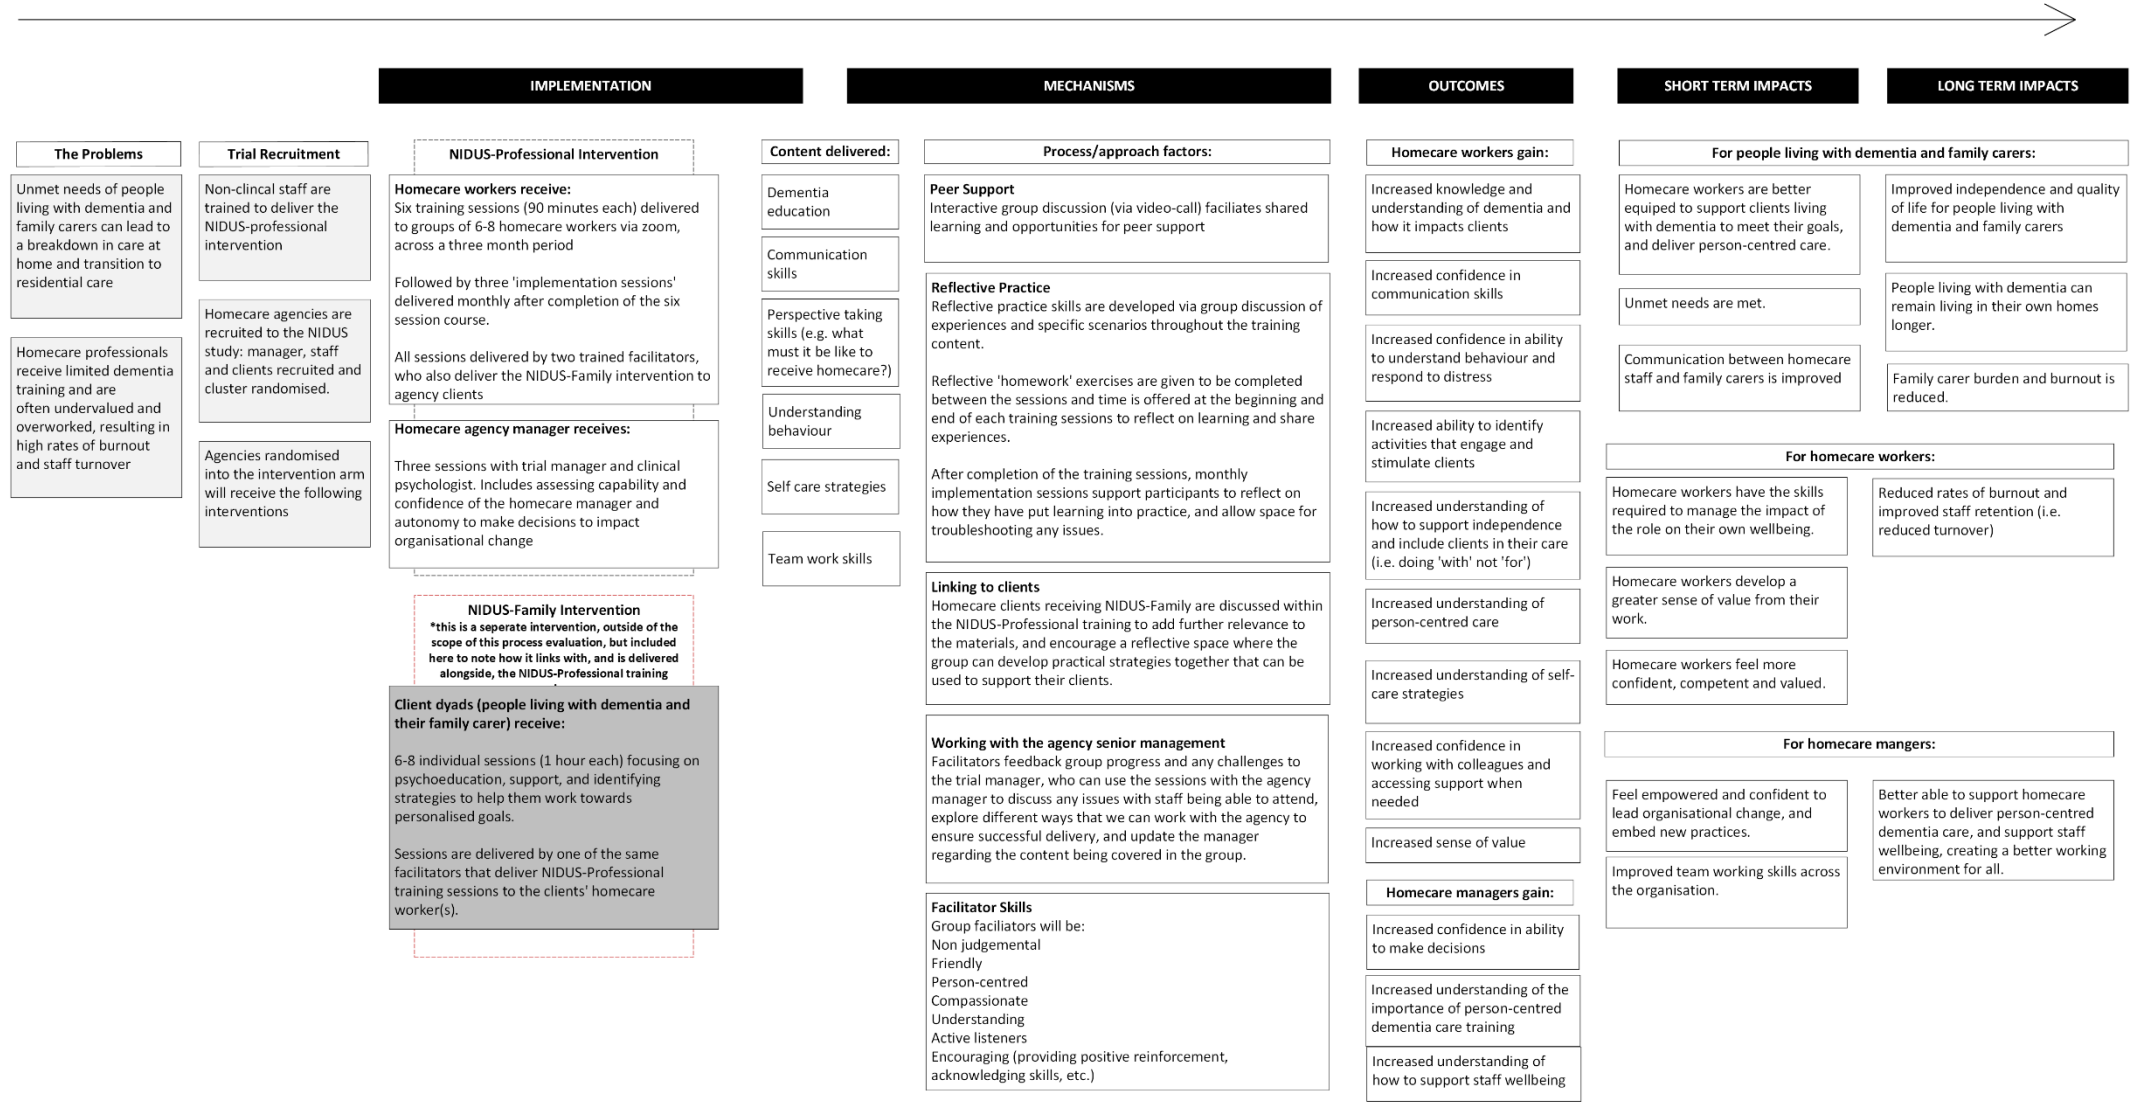 IMPLEMENTATION
MECHANISMS
OUTCOMES
SHORT TERM IMPACTS
LONG TERM IMPACTS
The Problems
Unmet needs of people
living with dementia and
family carers can lead to
a breakdown in care at
home and transition to
residential care
Homecare professionals
receive limited dementia
training and are
often undervalued and
overworked, resulting in
high rates of burnout
and staff turnover
Trial Recruitment
Non-clincal staff are
trained to deliver the
NIDUS-professional
intervention
Homecare agencies are
recruited to the NIDUS
study: manager, staff
and clients recruited and
cluster randomised.
Agencies randomised
into the intervention arm
will receive the following
interventions
NIDUS-Professional Intervention
Homecare workers receive:
Six training sessions (90 minutes each) delivered
to groups of 6-8 homecare workers via zoom,
across a three month period
Followed by three 'implementation sessions'
delivered monthly after completion of the six
session course.
All sessions delivered by two trained facilitators,
who also deliver the NIDUS-Family intervention to
agency clients
Homecare agency manager receives:
Three sessions with trial manager and clinical
psychologist. Includes assessing capability and
confidence of the homecare manager and
autonomy to make decisions to impact
organisational change
NIDUS-Family Intervention
*this is a seperate intervention, outside of the
scope of this process evaluation, but included
here to note how it links with, and is delivered
alongside, the NIDUS-Professional training
Client dyads (people living with dementia and
their family carer) receive:
6-8 individual sessions (1 hour each) focusing on
psychoeducation, support, and identifying
strategies to help them work towards
personalised goals.
Sessions are delivered by one of the same
facilitators that deliver NIDUS-Professional
training sessions to the clients' homecare
worker(s).
Content delivered:
Dementia
education
Communication
skills
Perspective taking
skills (e.g. what
must it be like to
receive homecare?)
Understanding
behaviour
Self care strategies
Team work skills
Process/approach factors:
Peer Support
Interactive group discussion (via video-call) faciliates shared
learning and opportunities for peer support
Reflective Practice
Reflective practice skills are developed via group discussion of
experiences and specific scenarios throughout the training
content.
Reflective 'homework' exercises are given to be completed
between the sessions and time is offered at the beginning and
end of each training sessions to reflect on learning and share
experiences.
After completion of the training sessions, monthly
implementation sessions support participants to reflect on
how they have put learning into practice, and allow space for
troubleshooting any issues.
Linking to clients
Homecare clients receiving NIDUS-Family are discussed within
the NIDUS-Professional training to add further relevance to
the materials, and encourage a reflective space where the
group can develop practical strategies together that can be
used to support their clients.
Working with the agency senior management
Facilitators feedback group progress and any challenges to
the trial manager, who can use the sessions with the agency
manager to discuss any issues with staff being able to attend,
explore different ways that we can work with the agency to
ensure successful delivery, and update the manager
regarding the content being covered in the group.
Facilitator Skills
Group faciliators will be:
Non judgemental
Friendly
Person-centred
Compassionate
Understanding
Active listeners
Encouraging (providing positive reinforcement,
acknowledging skills, etc.)
Homecare workers gain:
Increased knowledge and
understanding of dementia and
how it impacts clients
Increased confidence in
communication skills
Increased confidence in ability
to understand behaviour and
respond to distress
Increased ability to identify
activities that engage and
stimulate clients
Increased understanding of
how to support independence
and include clients in their care
(i.e. doing 'with' not 'for')
Increased understanding of
person-centred care
Increased understanding of self-
care strategies
Increased confidence in
working with colleagues and
accessing support when
needed
Increased sense of value
Homecare managers gain:
Increased confidence in ability
to make decisions
Increased understanding of the
importance of person-centred
dementia care training
Increased understanding of
how to support staff wellbeing
For people living with dementia and family carers:
Homecare workers are better
equiped to support clients living
with dementia to meet their goals,
and deliver person-centred care.
Unmet needs are met.
Communication between homecare
staff and family carers is improved
Improved independence and quality
of life for people living with
dementia and family carers
People living with dementia can
remain living in their own homes
longer.
Family carer burden and burnout is
reduced.
For homecare workers:
Homecare workers have the skills
required to manage the impact of
the role on their own wellbeing.
Homecare workers develop a
greater sense of value from their
work.
Homecare workers feel more
confident, competent and valued.
Reduced rates of burnout and
improved staff retention (i.e.
reduced turnover)
For homecare mangers:
Feel empowered and confident to
lead organisational change, and
embed new practices.
Improved team working skills across
the organisation.
Better able to support homecare
workers to deliver person-centred
dementia care, and support staff
wellbeing, creating a better working
environment for all.